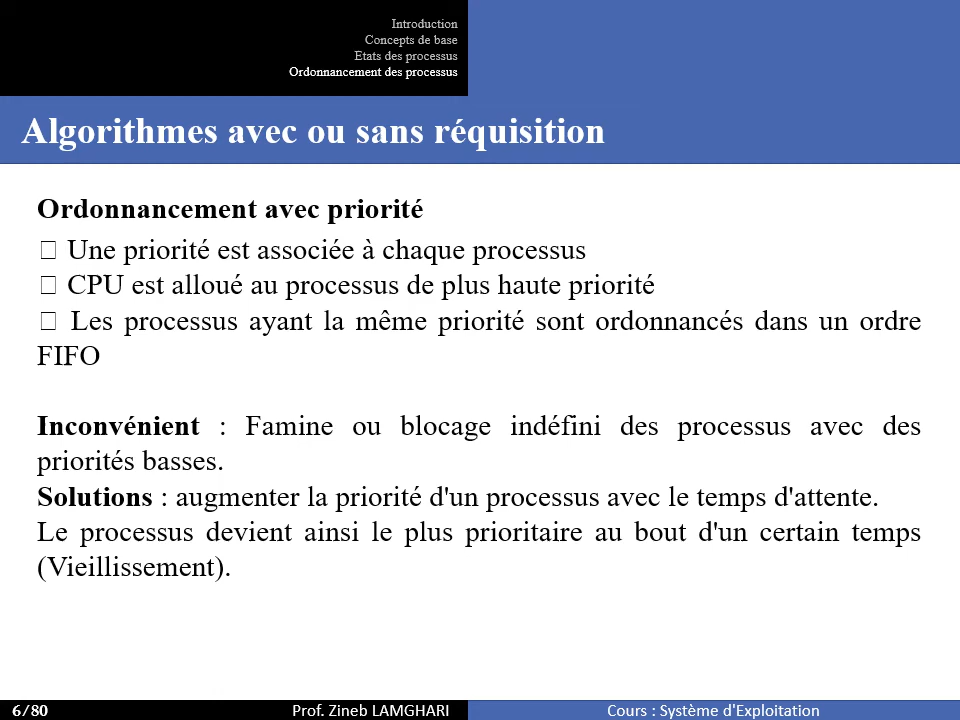 Introduction
Concepts de base
Etats des processus
Ordonnancement des processus
Algorithmes avec ou sans réquisition
Ordonnancement avec priorité
□ Une priorité est associée à chaque processus
□ CPU est alloué au processus de plus haute priorité
□ Les processus ayant la même priorité sont ordonnancés dans un ordre
FIFO
Inconvénient : Famine ou blocage indéfini des processus avec des
priorités basses.
Solutions : augmenter la priorité d'un processus avec le temps d'attente.
Le processus devient ainsi le plus prioritaire au bout d'un certain temps
(Vieillissement).
6/80 Prof. Zineb LAMGHARI Cours : Système d'Exploitation